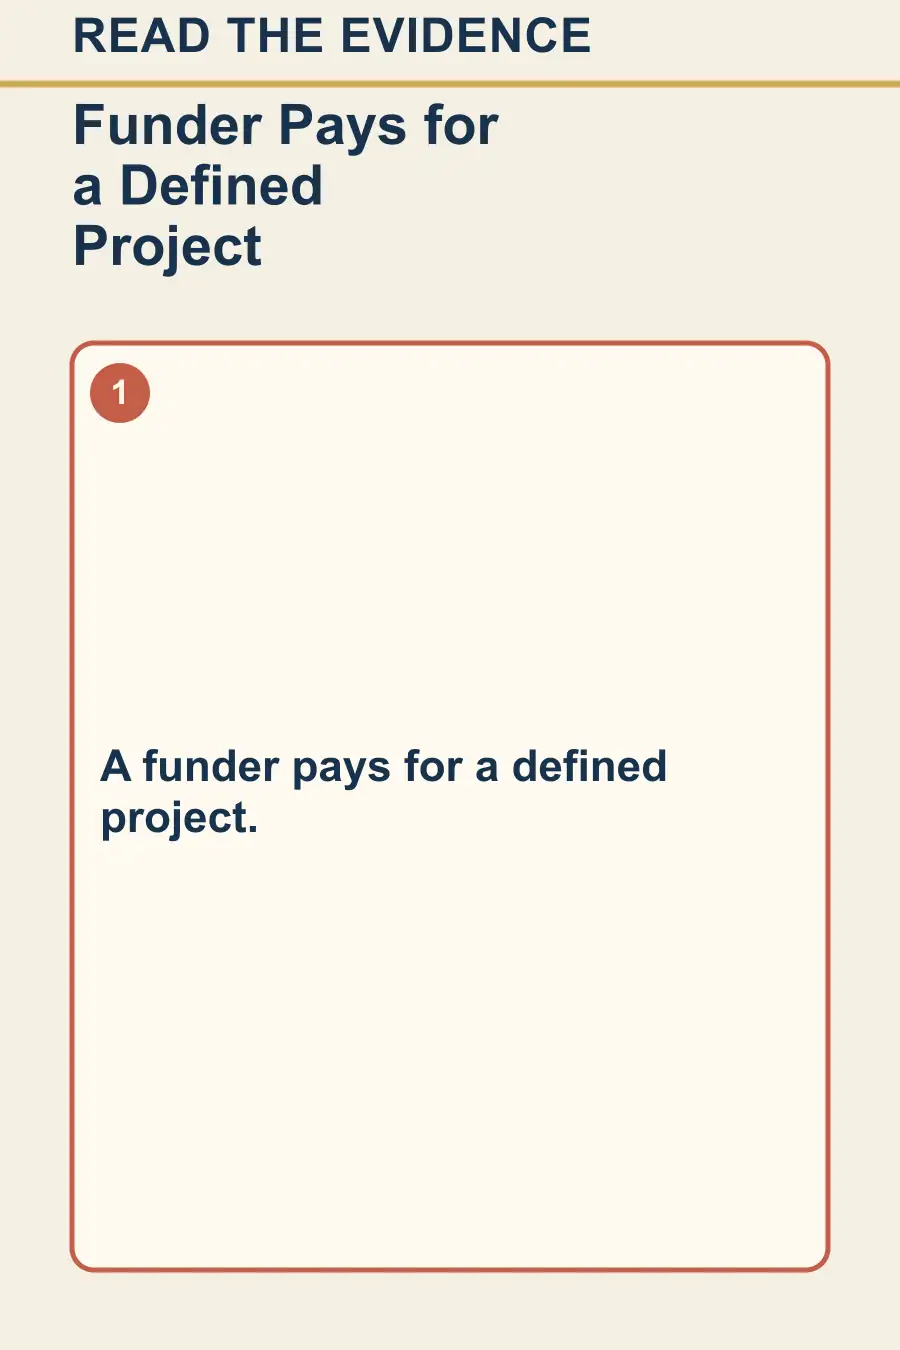 READ THE EVIDENCE
Funder Pays for
a Defined
Project
1
A funder pays for a defined
project.